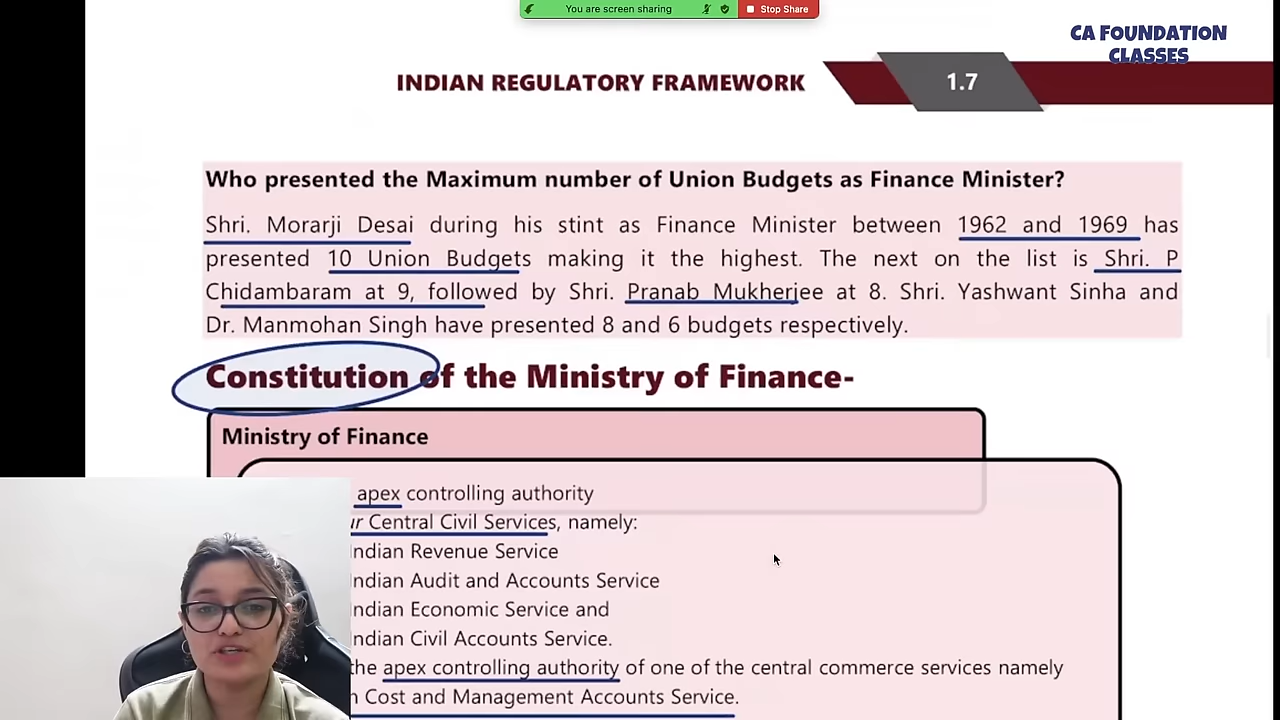 You are screen sharing
Stop Share
CA FOUNDATION
CLASSES
INDIAN REGULATORY FRAMEWORK
1.7
Who presented the Maximum number of Union Budgets as Finance Minister?
Shri. Morarji Desai during his stint as Finance Minister between 1962 and 1969 has
presented 10 Union Budgets making it the highest. The next on the list is Shri. P
Chidambaram at 9, followed by Shri. Pranab Mukherjee at 8. Shri. Yashwant Sinha and
Dr. Manmohan Singh have presented 8 and 6 budgets respectively.
Constitution of the Ministry of Finance-
Ministry of Finance
apex controlling authority
Central Civil Services, namely:
Indian Revenue Service
Indian Audit and Accounts Service
Indian Economic Service and
Indian Civil Accounts Service.
the apex controlling authority of one of the central commerce services namely
Cost and Management Accounts Service.